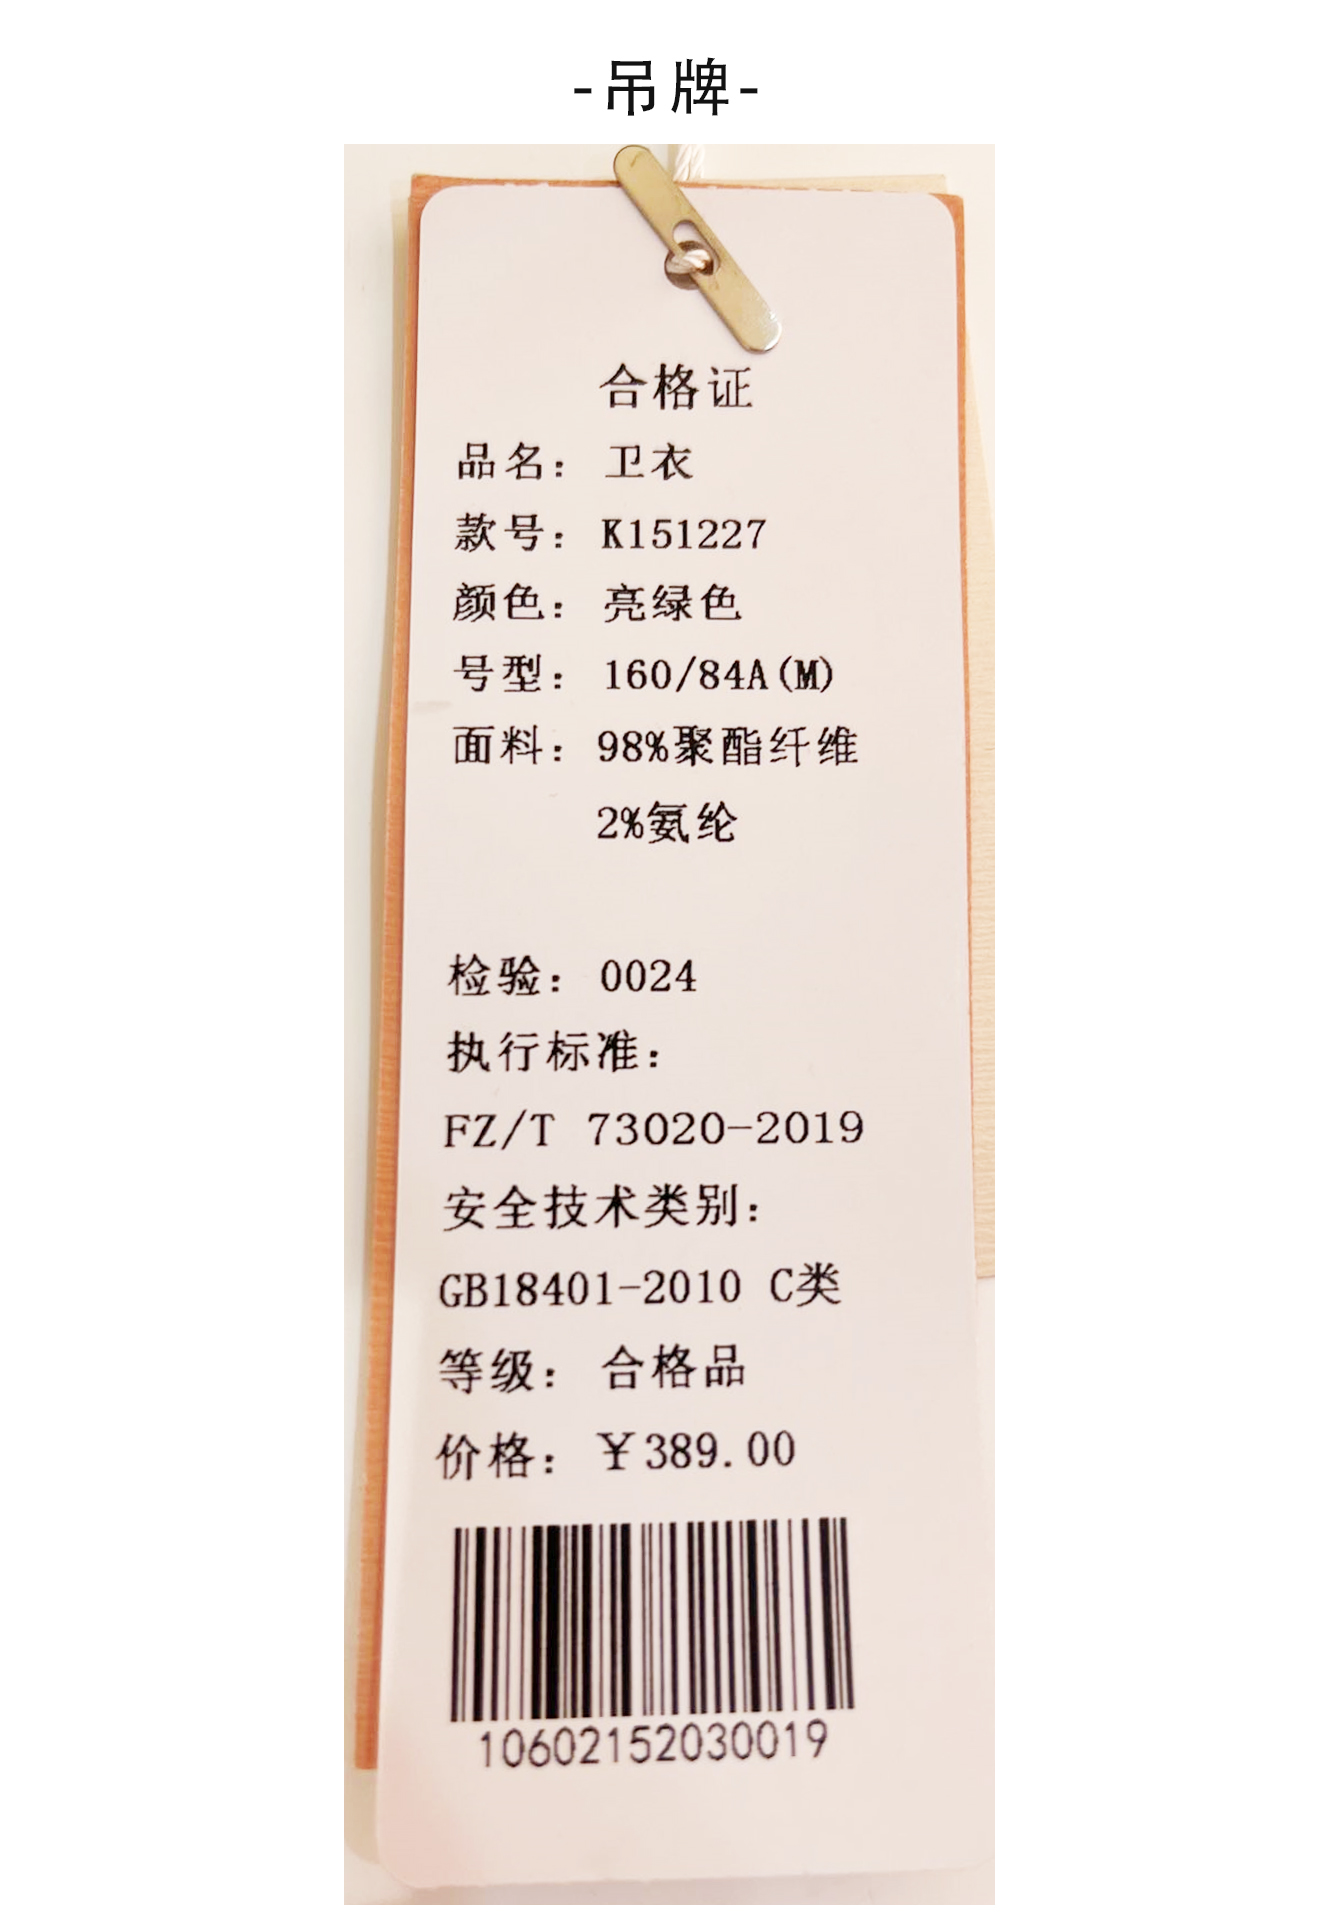 -吊牌-
合格证
品名：卫衣
款号：K151227
颜色：亮绿色
号型：160/84A(M)
面料：98%聚酯纤维
2%氨纶
检验：0024
执行标准：
FZ/T 73020-2019
安全技术类别：
GB18401-2010 C类
等级：合格品
价格：￥389.00
10602152030019